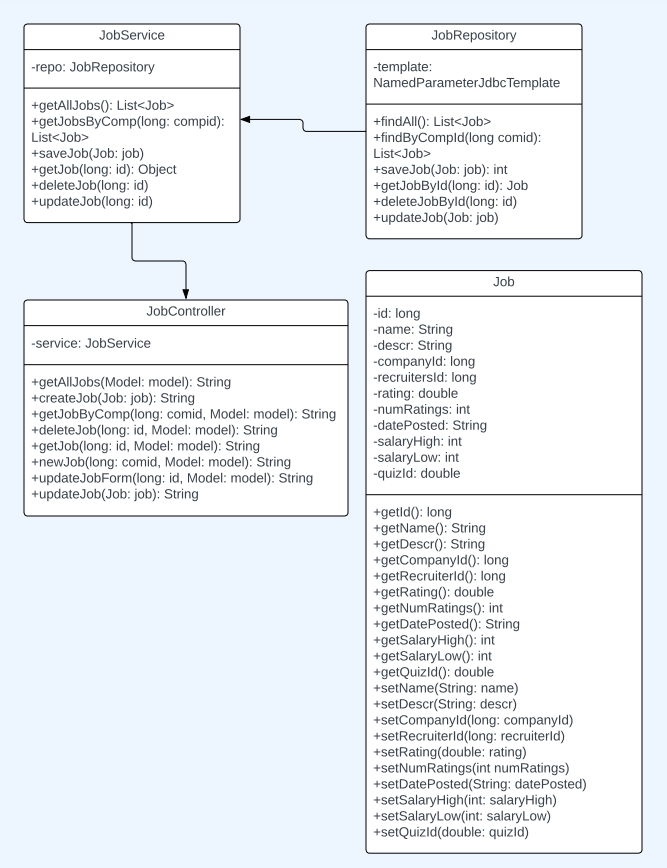 JobService
-repo: JobRepository
+getAllJobs(): List<Job>
+getJobsByComp(long: compid):
List<Job>
+saveJob(Job: job)
+getJob(long: id): Object
+deleteJob(long: id)
+updateJob(long: id)
JobRepository
-template:
NamedParameterJdbcTemplate
+findAll(): List<Job>
+findByCompId(long comid):
List<Job>
+saveJob(Job: job): int
+getJobById(long: id): Job
+deleteJobById(long: id)
+updateJob(Job: job)
JobController
-service: JobService
+getAllJobs(Model: model): String
+createJob(Job: job): String
+getJobByComp(long: comid, Model: model): String
+deleteJob(long: id, Model: model): String
+getJob(long: id, Model: model): String
+newJob(long: comid, Model: model): String
+updateJobForm(long: id, Model: model): String
+updateJob(Job: job): String
Job
-id: long
-name: String
-descr: String
-companyId: long
-recruitersId: long
-rating: double
-numRatings: int
-datePosted: String
-salaryHigh: int
-salaryLow: int
-quizId: double
+getId(): long
+getName(): String
+getDescr(): String
+getCompanyId(): long
+getRecruiterId(): long
+getRating(): double
+getNumRatings(): int
+getDatePosted(): String
+getSalaryHigh(): int
+getSalaryLow(): int
+getQuizId(): double
+setName(String: name)
+setDescr(String: descr)
+setCompanyId(long: companyId)
+setRecruiterId(long: recruiterId)
+setRating(double: rating)
+setNumRatings(int numRatings)
+setDatePosted(String: datePosted)
+setSalaryHigh(int: salaryHigh)
+setSalaryLow(int: salaryLow)
+setQuizId(double: quizId)